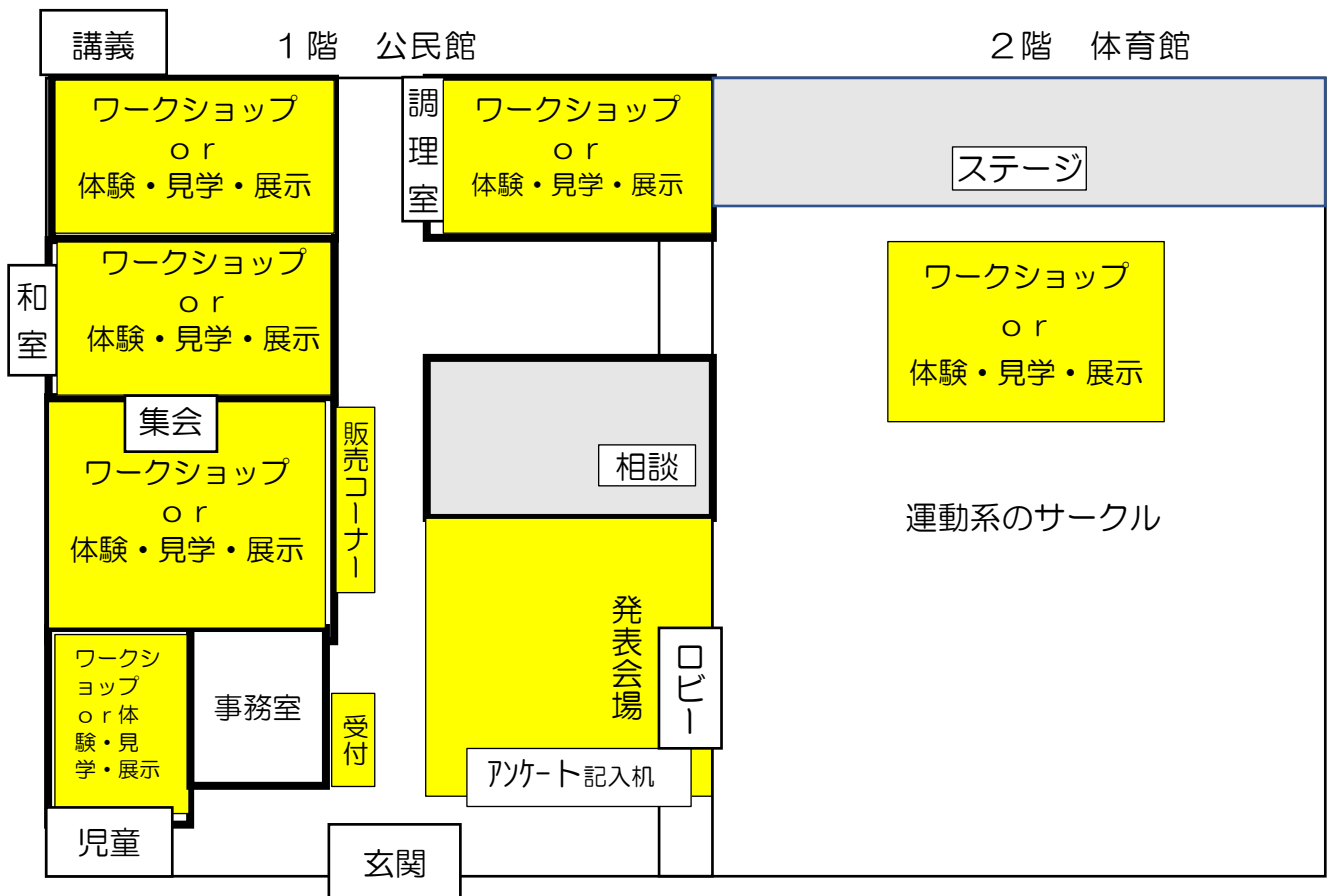 講義
１階　公民館
２階　体育館
ワークショップ
ｏｒ
体験・見学・展示
調理室
ワークショップ
ｏｒ
体験・見学・展示
ステージ
和室
ワークショップ
ｏｒ
体験・見学・展示
ワークショップ
ｏｒ
体験・見学・展示
集会
ワークショップ
ｏｒ
体験・見学・展示
販売コーナー
相談
運動系のサークル
ワークシ
ョップ
ｏｒ体
験・見
学・展示
事務室
受付
発表会場
ロビー
ｱﾝｹｰﾄ記入机
児童
玄関